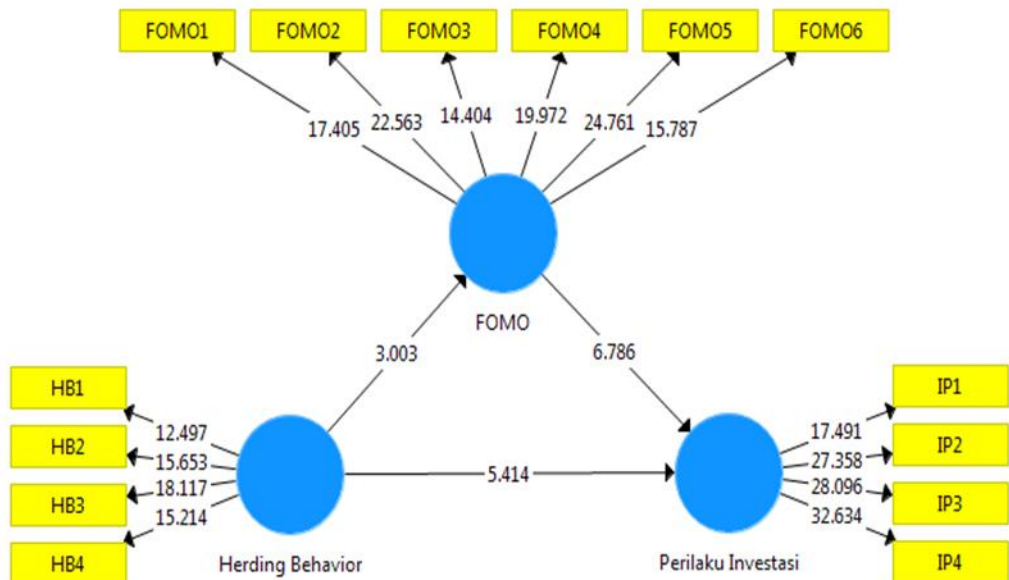 FOMO1 FOMO2 FOMO3 FOMO4 FOMO5 FOMO6
17.405 22.563 14.404 19.972 24.761 15.787
FOMO
3.003 6.786
HB1
HB2
HB3
HB4
12.497
15.653
18.117
15.214
Herding Behavior
5.414
Perilaku Investasi
17.491
27.358
28.096
32.634
IP1
IP2
IP3
IP4